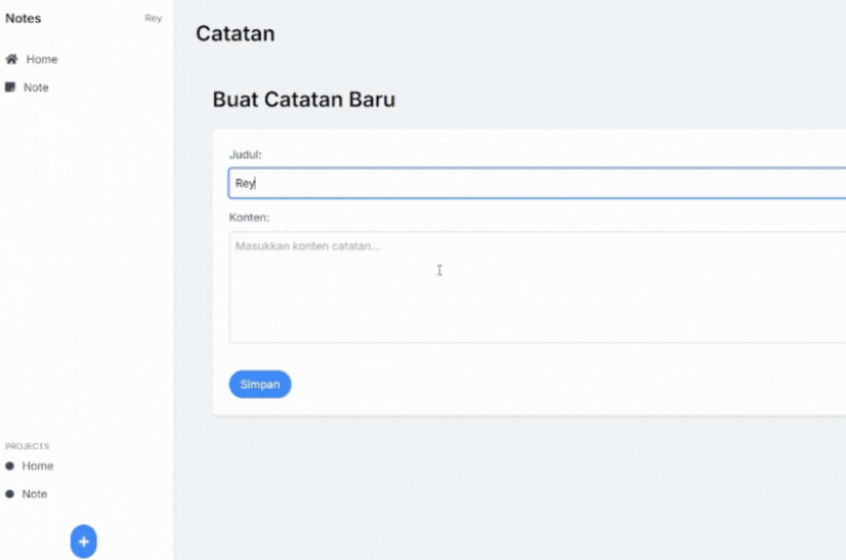 Notes
Rey
Home
Note
Catatan
Buat Catatan Baru
Judul:
Rey
Konten:
Masukkan konten catatan...
Simpan
PROJECTS
Home
Note
+